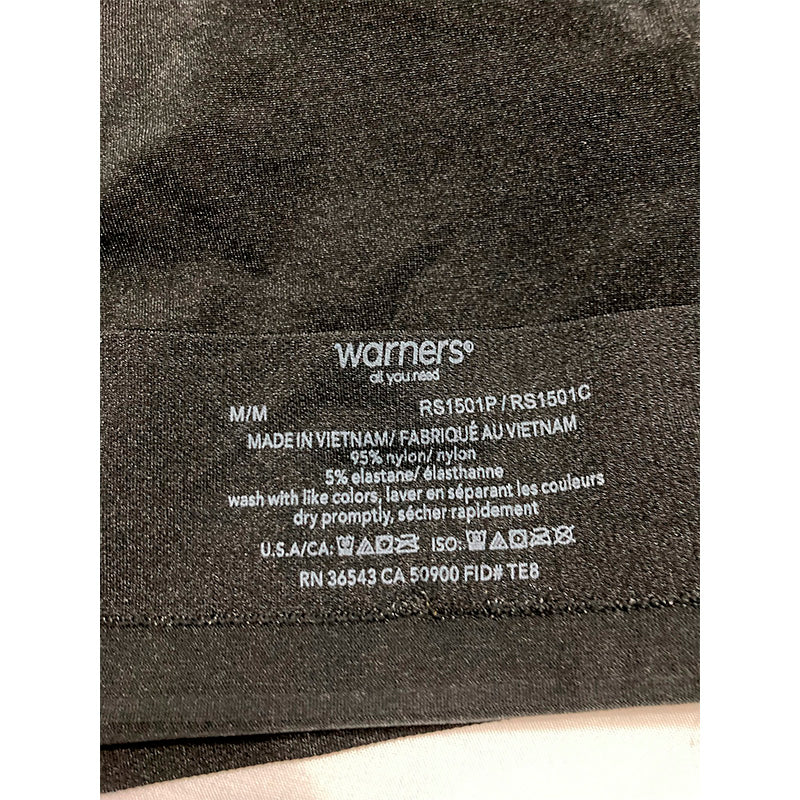 warners®
all you need
M/M RS1501P / RS1501C
MADE IN VIETNAM/ FABRIQUÉ AU VIETNAM
95% nylon/ nylon
5% elastane/ élasthanne
wash with like colors, laver en séparant les couleurs
dry promptly, sécher rapidement
U.S.A/CA: ISO:
RN 36543 CA 50900 FID# TE8